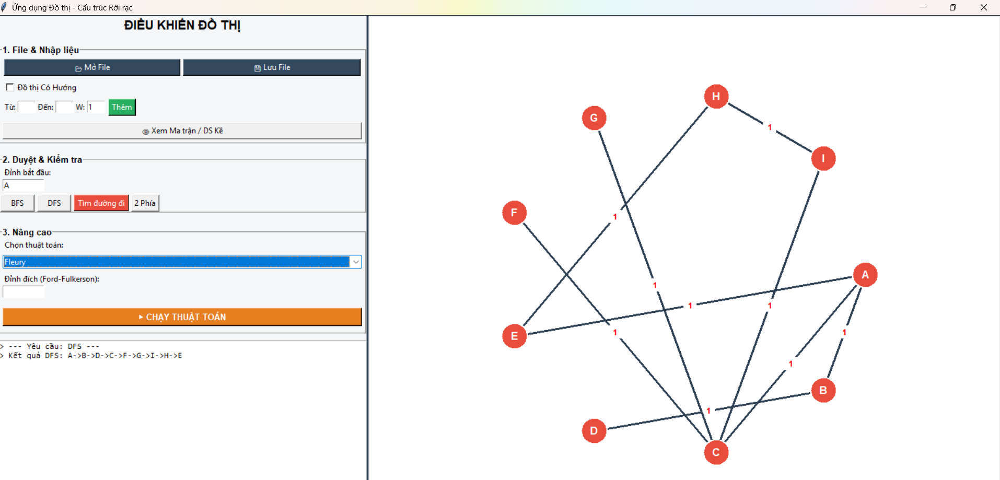 Ứng dụng Đồ thị - Cấu trúc Rời rạc
ĐIỀU KHIỂN ĐỒ THỊ
1. File & Nhập liệu
Mở File
Lưu File
Đồ thị Có Hướng
Từ: Đến: W: 1 Thêm
Xem Ma trận / DS Kề
2. Duyệt & Kiểm tra
Đỉnh bắt đầu:
A
BFS DFS Tìm đường đi 2 Phía
3. Nâng cao
Chọn thuật toán:
Fleury
Đỉnh đích (Ford-Fulkerson):
CHẠY THUẬT TOÁN
> --- Yêu cầu: DFS ---
> Kết quả DFS: A->B->D->C->F->G->I->H->E
H
G
1
I
F
1
A
1
1
1
E
1
1
1
B
1
D
C